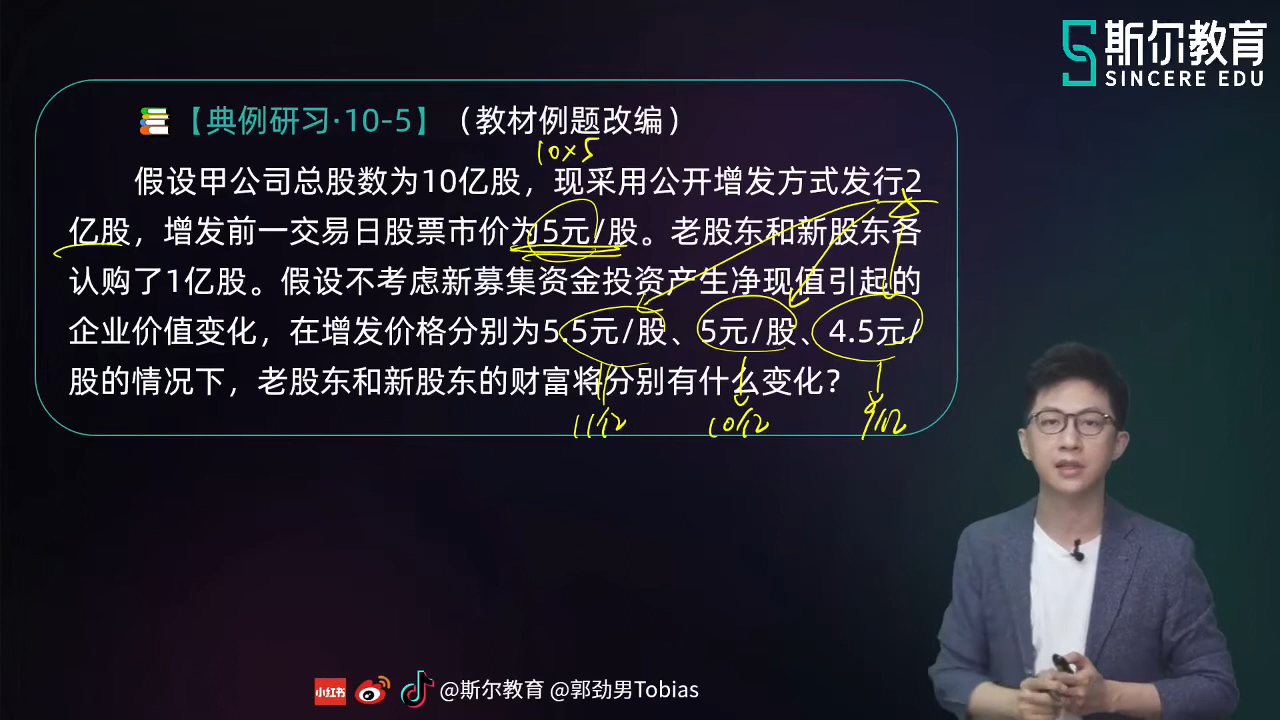 斯尔教育
SINCERE EDU
【典例研习·10-5】（教材例题改编）
10×5
假设甲公司总股数为10亿股，现采用公开增发方式发行2
亿股，增发前一交易日股票市价为5元/股。老股东和新股东各
认购了1亿股。假设不考虑新募集资金投资产生净现值引起的
企业价值变化，在增发价格分别为5.5元/股、5元/股、4.5元/
股的情况下，老股东和新股东的财富将分别有什么变化？
11/12 10/12 9/12
小红书 @斯尔教育 @郭劲男Tobias